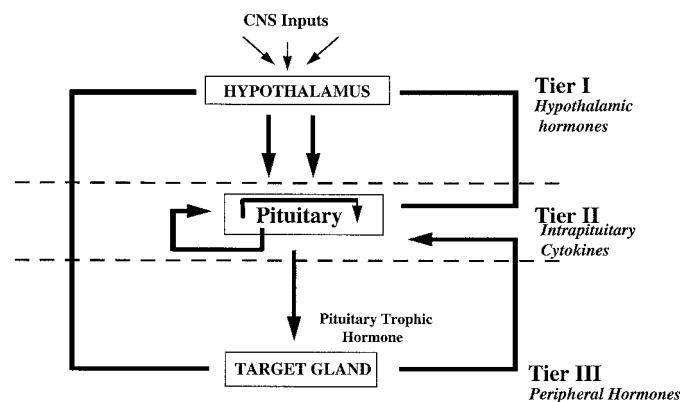 CNS Inputs
HYPOTHALAMUS
Tier I
Hypothalamic
hormones
Pituitary
Tier II
Intrapituitary
Cytokines
Pituitary Trophic
Hormone
TARGET GLAND
Tier III
Peripheral Hormones